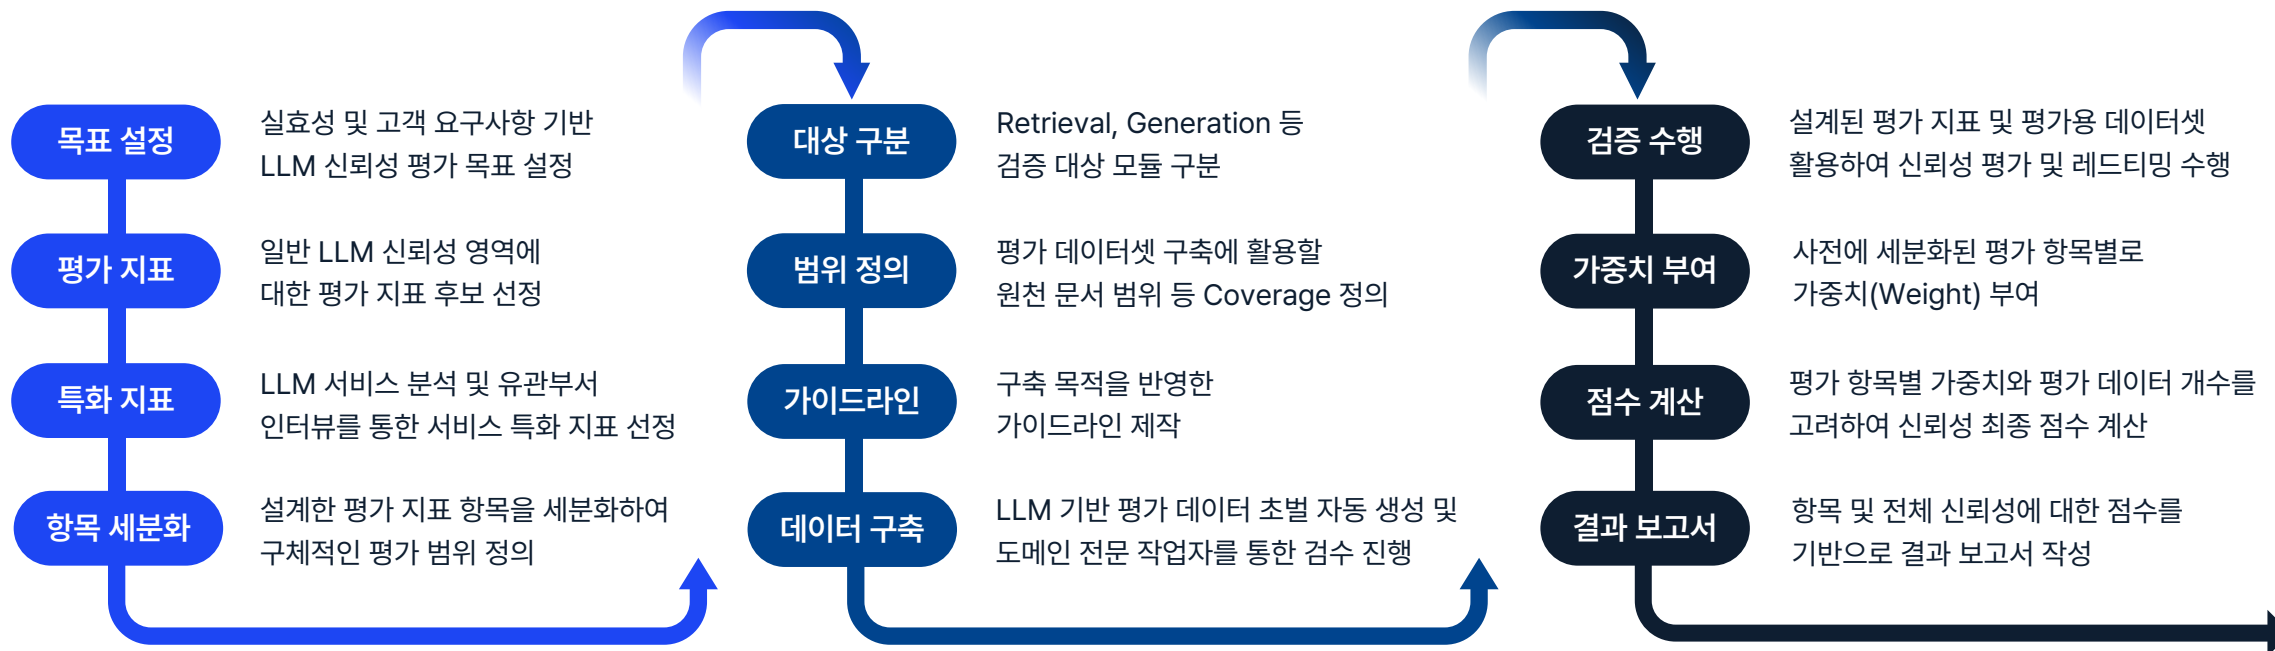 목표 설정
실효성 및 고객 요구사항 기반
LLM 신뢰성 평가 목표 설정
평가 지표
일반 LLM 신뢰성 영역에
대한 평가 지표 후보 선정
특화 지표
LLM 서비스 분석 및 유관부서
인터뷰를 통한 서비스 특화 지표 선정
항목 세분화
설계한 평가 지표 항목을 세분화하여
구체적인 평가 범위 정의
대상 구분
Retrieval, Generation 등
검증 대상 모듈 구분
범위 정의
평가 데이터셋 구축에 활용할
원천 문서 범위 등 Coverage 정의
가이드라인
구축 목적을 반영한
가이드라인 제작
데이터 구축
LLM 기반 평가 데이터 초벌 자동 생성 및
도메인 전문 작업자를 통한 검수 진행
검증 수행
설계된 평가 지표 및 평가용 데이터셋
활용하여 신뢰성 평가 및 레드티밍 수행
가중치 부여
사전에 세분화된 평가 항목별로
가중치(Weight) 부여
점수 계산
평가 항목별 가중치와 평가 데이터 개수를
고려하여 신뢰성 최종 점수 계산
결과 보고서
항목 및 전체 신뢰성에 대한 점수를
기반으로 결과 보고서 작성